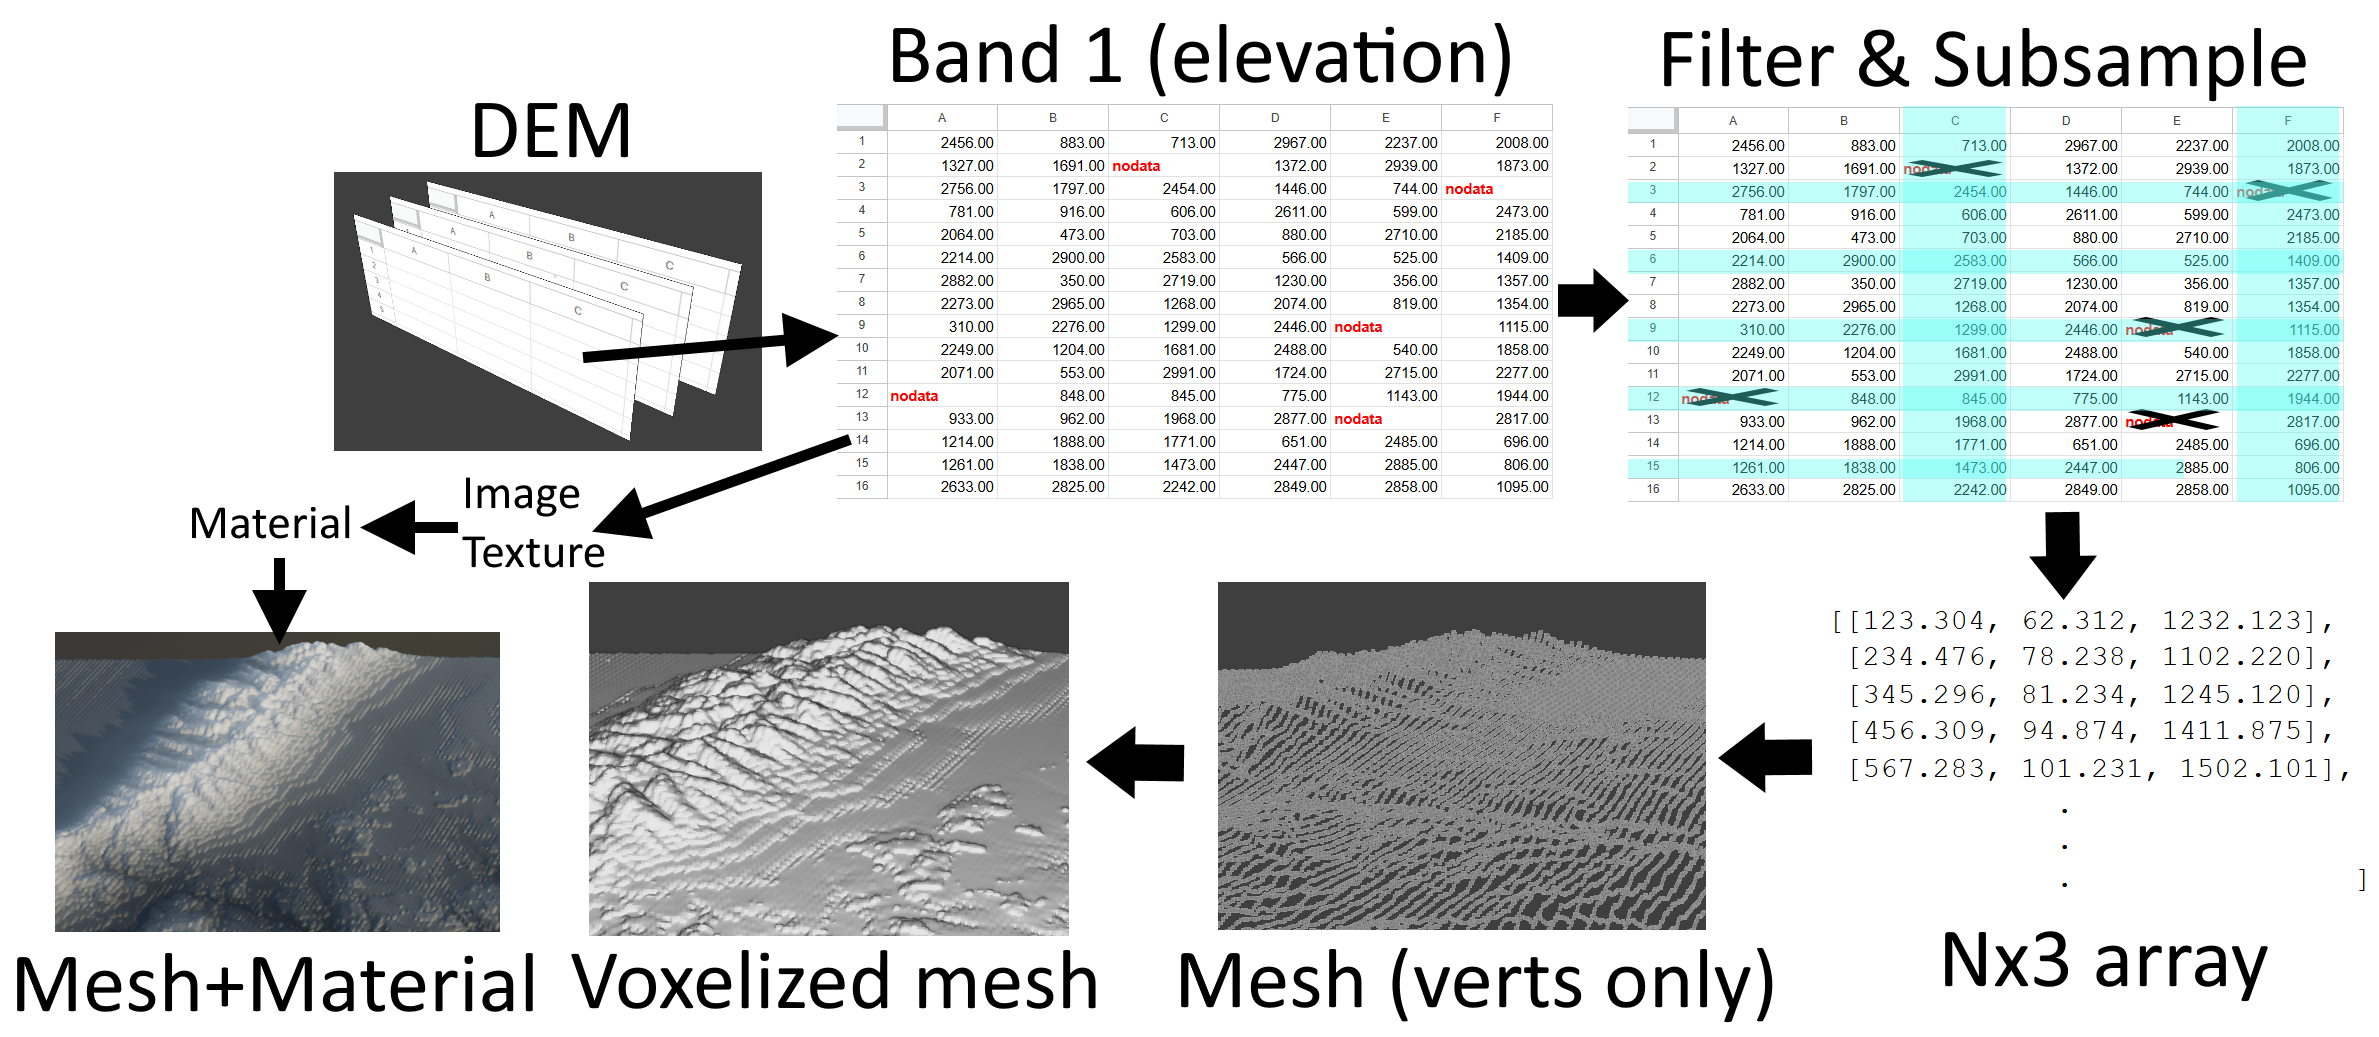 Band 1 (elevation)
Filter & Subsample
DEM
A B C
A B C
A B C
1
2
3
4
5
A B C D E F
1 2456.00 883.00 713.00 2967.00 2237.00 2008.00
2 1327.00 1691.00 nodata 1372.00 2939.00 1873.00
3 2756.00 1797.00 2454.00 1446.00 744.00 nodata
4 781.00 916.00 606.00 2611.00 599.00 2473.00
5 2064.00 473.00 703.00 880.00 2710.00 2185.00
6 2214.00 2900.00 2583.00 566.00 525.00 1409.00
7 2882.00 350.00 2719.00 1230.00 356.00 1357.00
8 2273.00 2965.00 1268.00 2074.00 819.00 1354.00
9 310.00 2276.00 1299.00 2446.00 nodata 1115.00
10 2249.00 1204.00 1681.00 2488.00 540.00 1858.00
11 2071.00 553.00 2991.00 1724.00 2715.00 2277.00
12 nodata 848.00 845.00 775.00 1143.00 1944.00
13 933.00 962.00 1968.00 2877.00 nodata 2817.00
14 1214.00 1888.00 1771.00 651.00 2485.00 696.00
15 1261.00 1838.00 1473.00 2447.00 2885.00 806.00
16 2633.00 2825.00 2242.00 2849.00 2858.00 1095.00
A B C D E F
1 2456.00 883.00 713.00 2967.00 2237.00 2008.00
2 1327.00 1691.00 nodata 1372.00 2939.00 1873.00
3 2756.00 1797.00 2454.00 1446.00 744.00 nodata
4 781.00 916.00 606.00 2611.00 599.00 2473.00
5 2064.00 473.00 703.00 880.00 2710.00 2185.00
6 2214.00 2900.00 2583.00 566.00 525.00 1409.00
7 2882.00 350.00 2719.00 1230.00 356.00 1357.00
8 2273.00 2965.00 1268.00 2074.00 819.00 1354.00
9 310.00 2276.00 1299.00 2446.00 nodata 1115.00
10 2249.00 1204.00 1681.00 2488.00 540.00 1858.00
11 2071.00 553.00 2991.00 1724.00 2715.00 2277.00
12 nodata 848.00 845.00 775.00 1143.00 1944.00
13 933.00 962.00 1968.00 2877.00 nodata 2817.00
14 1214.00 1888.00 1771.00 651.00 2485.00 696.00
15 1261.00 1838.00 1473.00 2447.00 2885.00 806.00
16 2633.00 2825.00 2242.00 2849.00 2858.00 1095.00
Image
Texture
Material
[[123.304, 62.312, 1232.123],
[234.476, 78.238, 1102.220],
[345.296, 81.234, 1245.120],
[456.309, 94.874, 1411.875],
[567.283, 101.231, 1502.101],
.
.
. ]
Mesh+Material
Voxelized mesh
Mesh (verts only)
Nx3 array